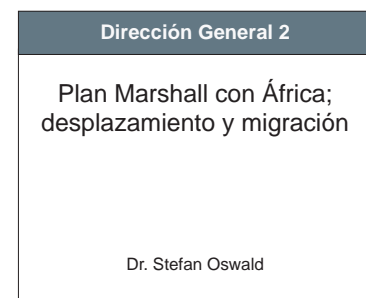 Dirección General 2
Plan Marshall con África;
desplazamiento y migración
Dr. Stefan Oswald